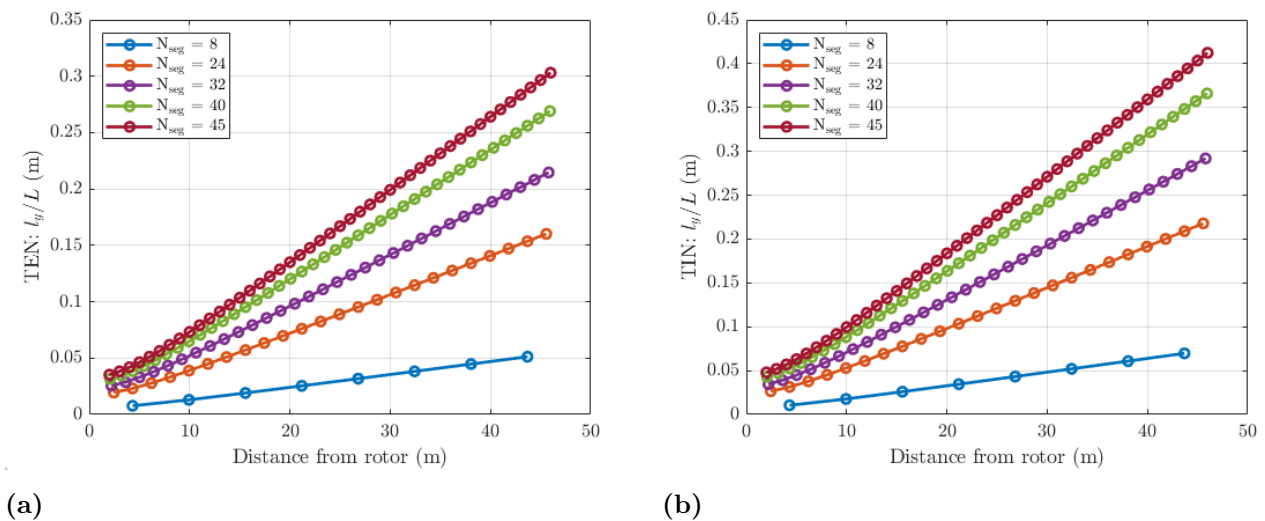 0.35
0.3
0.25
0.2
0.15
0.1
0.05
0
TEN: l_y/L (m)
N_seg = 8
N_seg = 24
N_seg = 32
N_seg = 40
N_seg = 45
0 10 20 30 40 50
Distance from rotor (m)
(a)
0.45
0.4
0.35
0.3
0.25
0.2
0.15
0.1
0.05
0
TIN: l_y/L (m)
N_seg = 8
N_seg = 24
N_seg = 32
N_seg = 40
N_seg = 45
0 10 20 30 40 50
Distance from rotor (m)
(b)